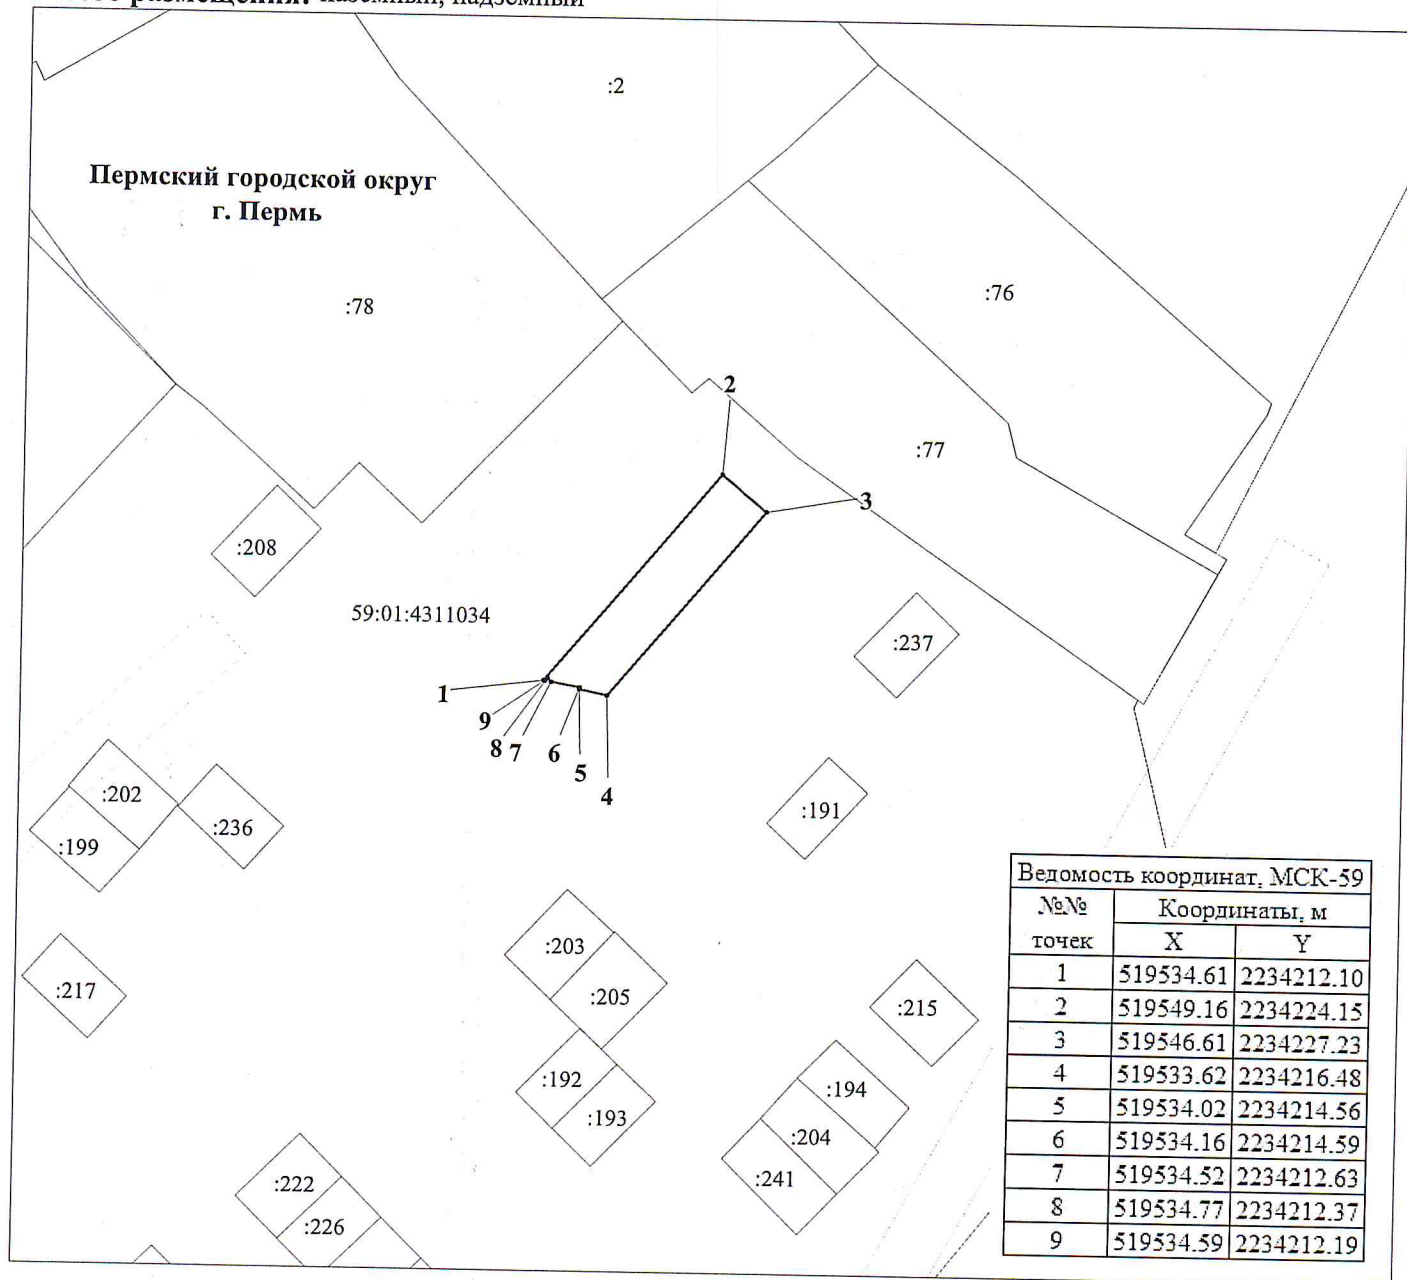 размещения: наземный, надземный
:2
Пермский городской округ
г. Пермь
:78
:76
2
:77
3
:208
59:01:4311034
:237
1
9
8 7 6
5
4
:202
:236
:199
:191
:203
:205
:217
:215
:192
:193
:194
:204
:241
:222
:226
Ведомость координат, МСК-59
№№ точек Координаты, м
X Y
1 519534.61 2234212.10
2 519549.16 2234224.15
3 519546.61 2234227.23
4 519533.62 2234216.48
5 519534.02 2234214.56
6 519534.16 2234214.59
7 519534.52 2234212.63
8 519534.77 2234212.37
9 519534.59 2234212.19